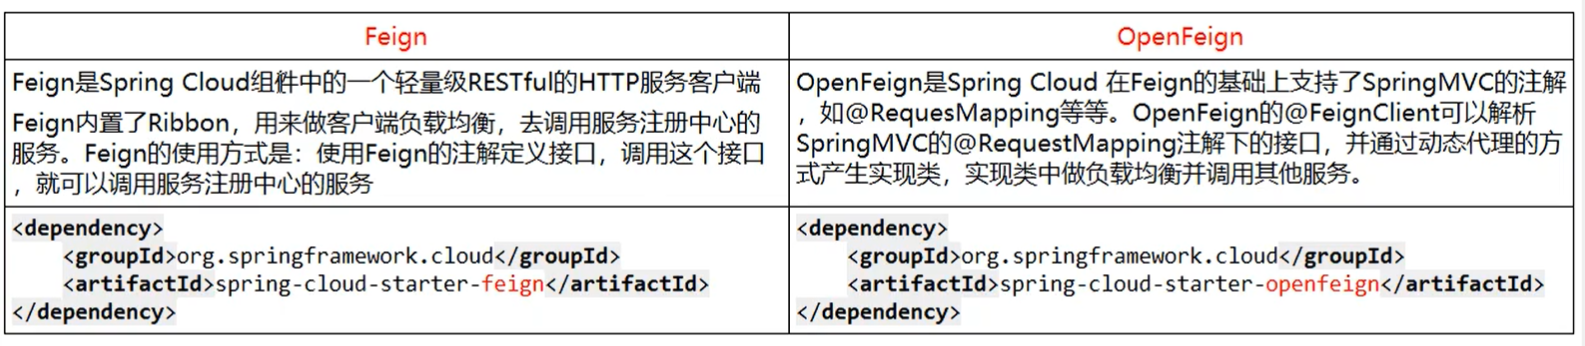 Feign
Feign是Spring Cloud组件中的一个轻量级RESTful的HTTP服务客户端
Feign内置了Ribbon，用来做客户端负载均衡，去调用服务注册中心的
服务。Feign的使用方式是：使用Feign的注解定义接口，调用这个接口
，就可以调用服务注册中心的服务
<dependency>
    <groupId>org.springframework.cloud</groupId>
    <artifactId>spring-cloud-starter-feign</artifactId>
</dependency>
OpenFeign
OpenFeign是Spring Cloud 在Feign的基础上支持了SpringMVC的注解
，如@RequesMapping等等。OpenFeign的@FeignClient可以解析
SpringMVC的@RequestMapping注解下的接口，并通过动态代理的方
式产生实现类，实现类中做负载均衡并调用其他服务。
<dependency>
    <groupId>org.springframework.cloud</groupId>
    <artifactId>spring-cloud-starter-openfeign</artifactId>
</dependency>